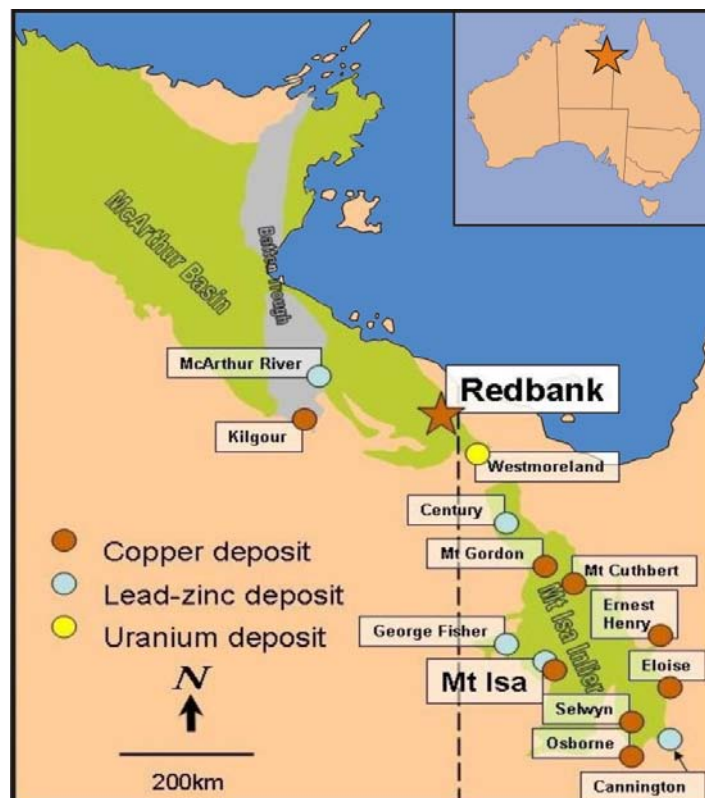 McArthur Basin
Batten Trough
McArthur River
Redbank
Kilgour
Westmoreland
Century
Copper deposit
Mt Gordon
Mt Cuthbert
Lead-zinc deposit
Ernest
Henry
Uranium deposit
George Fisher
Mt Isa Inlier
Eloise
N
Mt Isa
Selwyn
Osborne
200km
Cannington